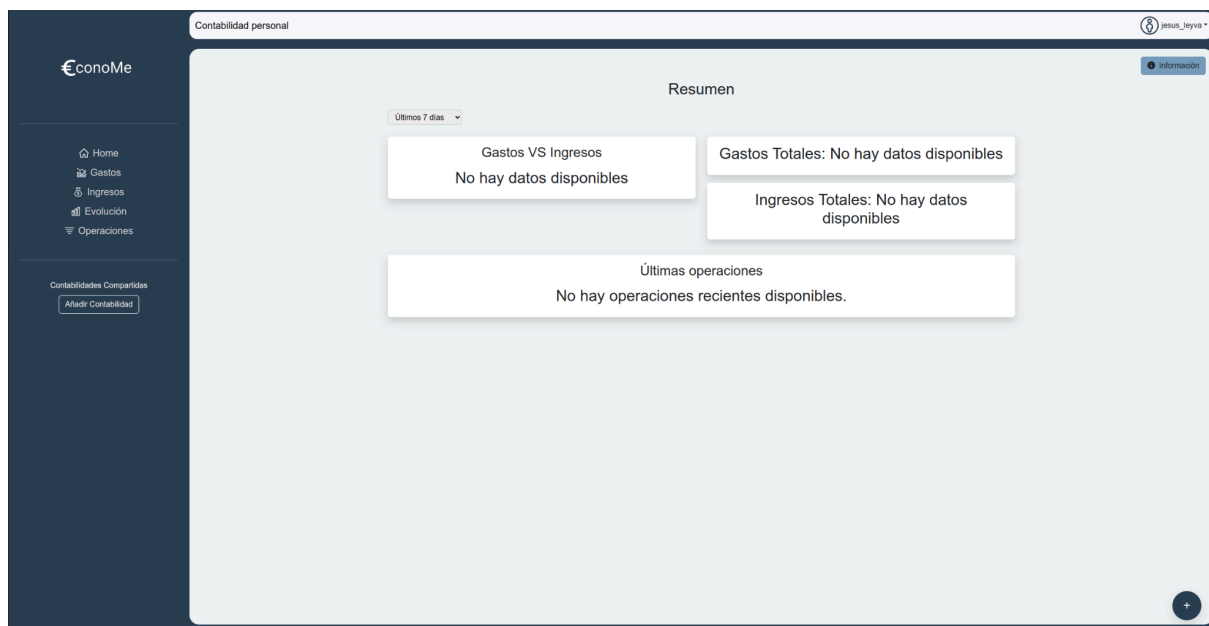 Contabilidad personal
jesus_leyva
€conoMe
Información
Resumen
Últimos 7 días
Home
Gastos
Ingresos
Evolución
Operaciones
Contabilidades Compartidas
Añadir Contabilidad
Gastos VS Ingresos
No hay datos disponibles
Gastos Totales: No hay datos disponibles
Ingresos Totales: No hay datos
disponibles
Últimas operaciones
No hay operaciones recientes disponibles.
+